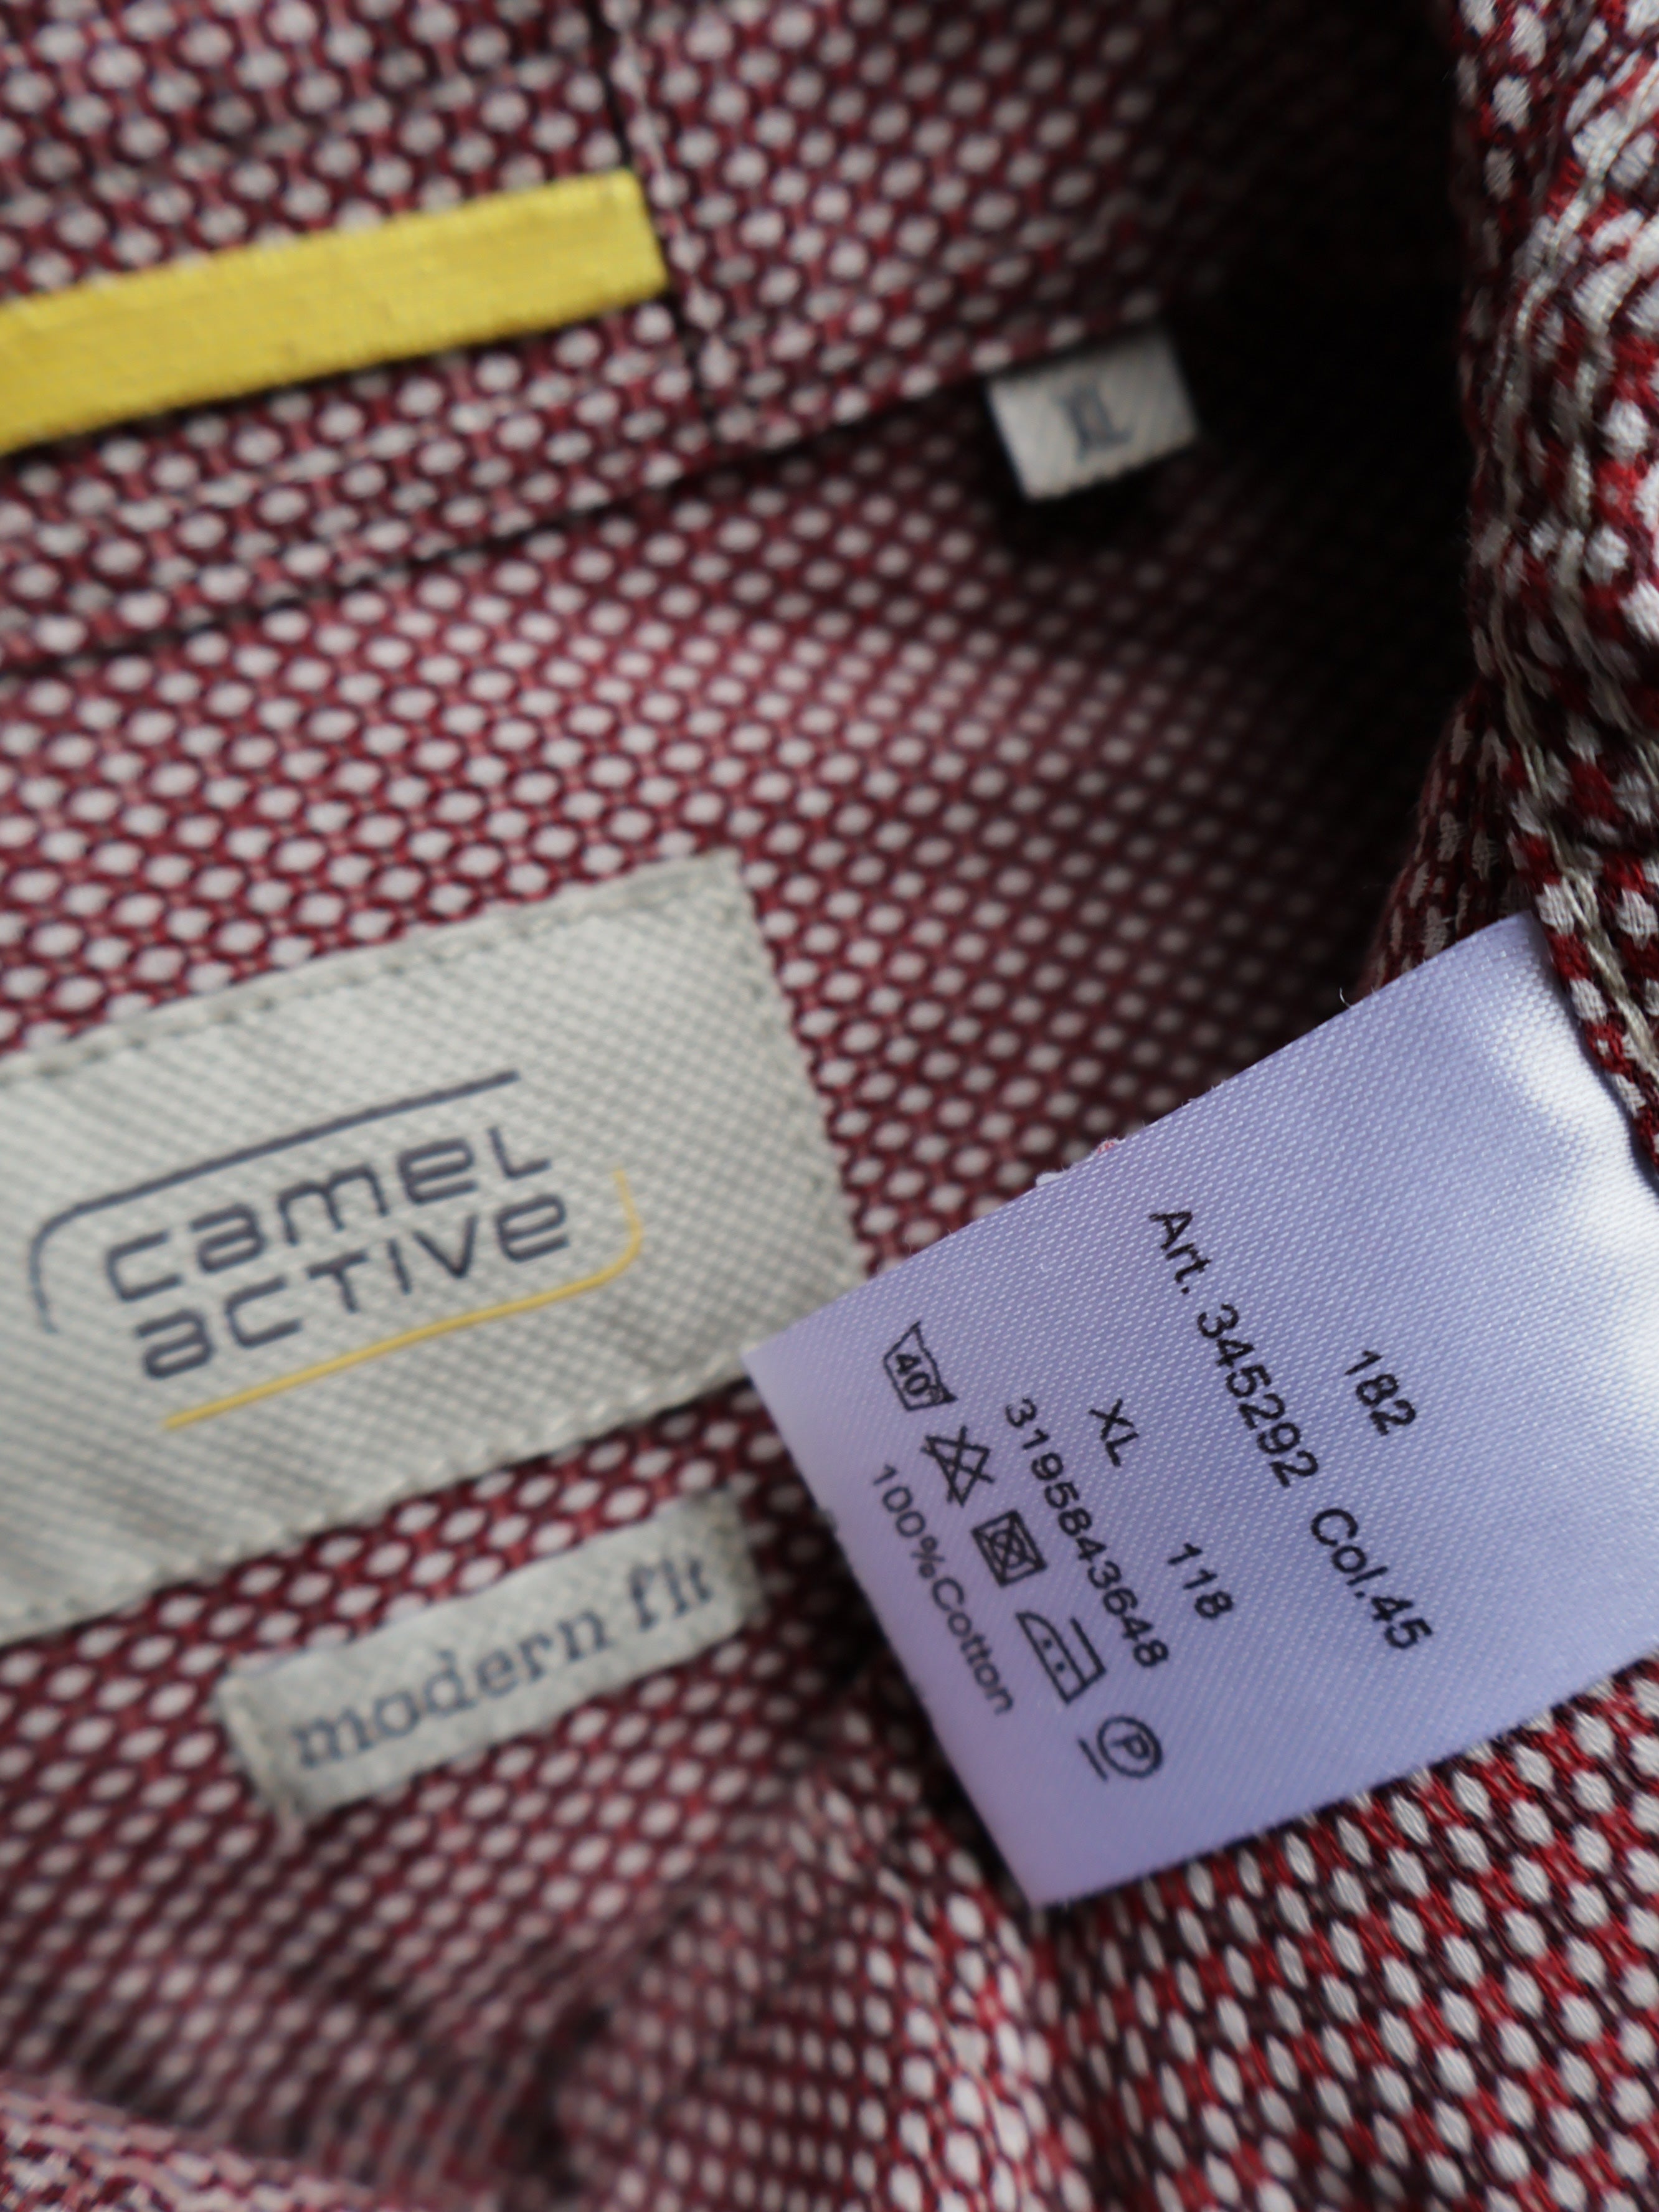 XL
camel
active
modern fit
182
Art. 345292 Col.45
XL 118
3195843648
40°
P
100%Cotton